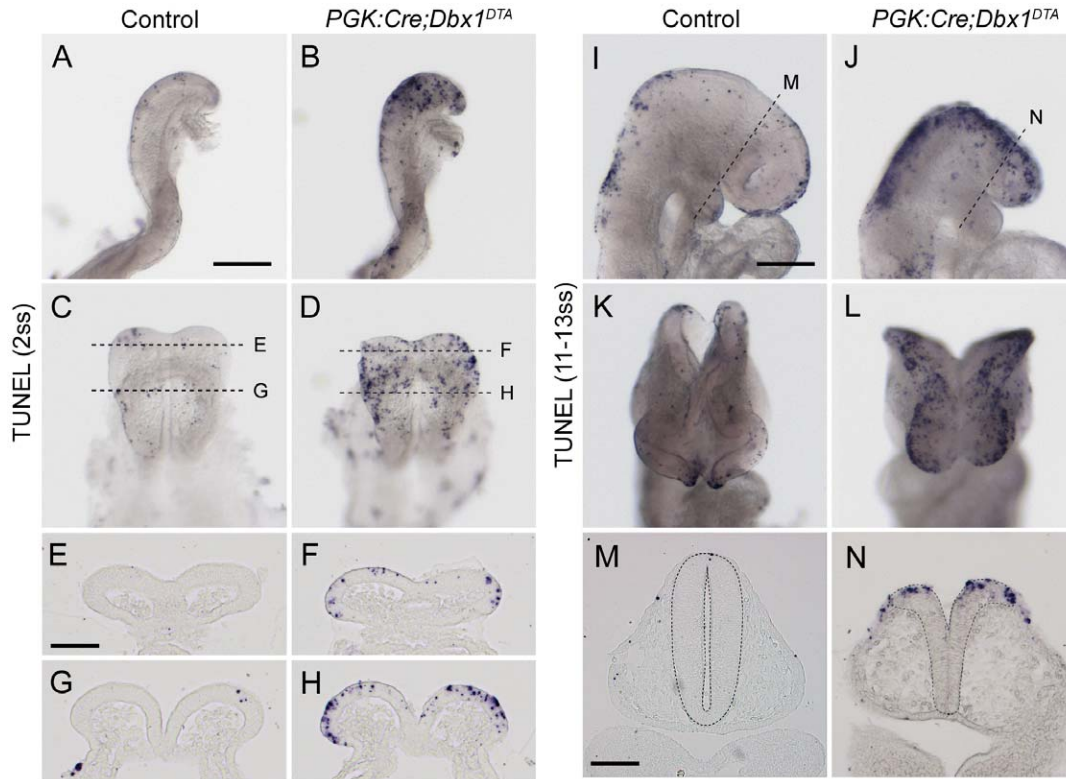 Control PGK:Cre;Dbx1DTA Control PGK:Cre;Dbx1DTA
A B I J
M N
TUNEL (2ss) TUNEL (11-13ss)
C D K L
E F
G H
E F M N
G H